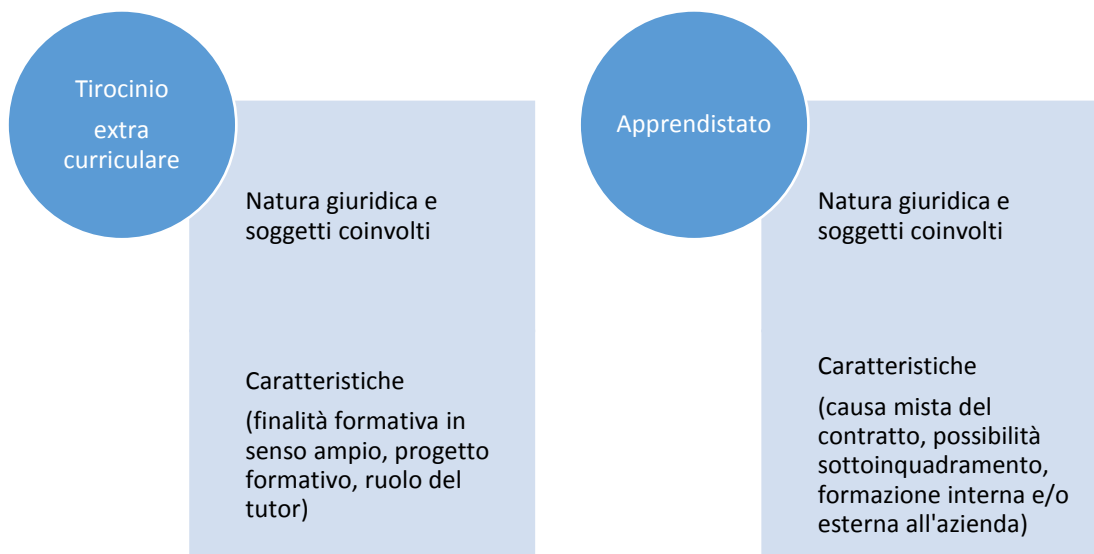 Tirocinio
extra
curriculare
Natura giuridica e
soggetti coinvolti
Caratteristiche
(finalità formativa in
senso ampio, progetto
formativo, ruolo del
tutor)
Apprendistato
Natura giuridica e
soggetti coinvolti
Caratteristiche
(causa mista del
contratto, possibilità
sottoinquadramento,
formazione interna e/o
esterna all'azienda)